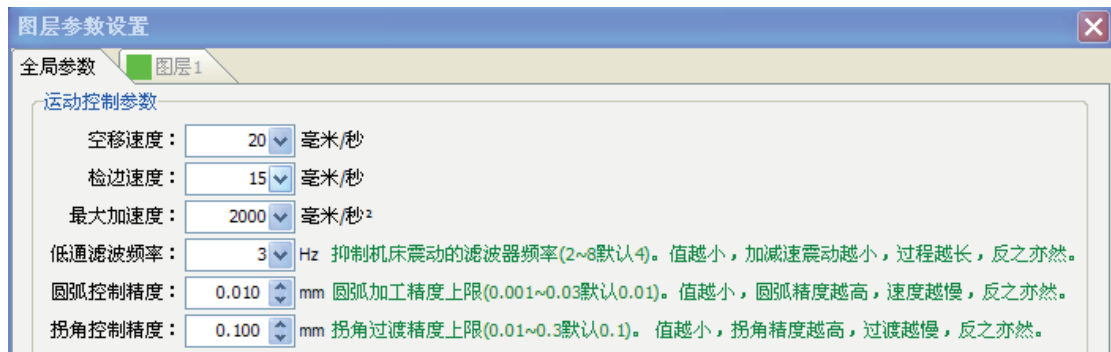 图层参数设置
全局参数 图层1
运动控制参数
空移速度： 20 毫米/秒
检边速度： 15 毫米/秒
最大加速度： 2000 毫米/秒²
低通滤波频率： 3 Hz 抑制机床震动的滤波器频率(2~8默认4)。值越小，加减速震动越小，过程越长，反之亦然。
圆弧控制精度： 0.010 mm 圆弧加工精度上限(0.001~0.03默认0.01)。值越小，圆弧精度越高，速度越慢，反之亦然。
拐角控制精度： 0.100 mm 拐角过渡精度上限(0.01~0.3默认0.1)。 值越小，拐角精度越高，过渡越慢，反之亦然。